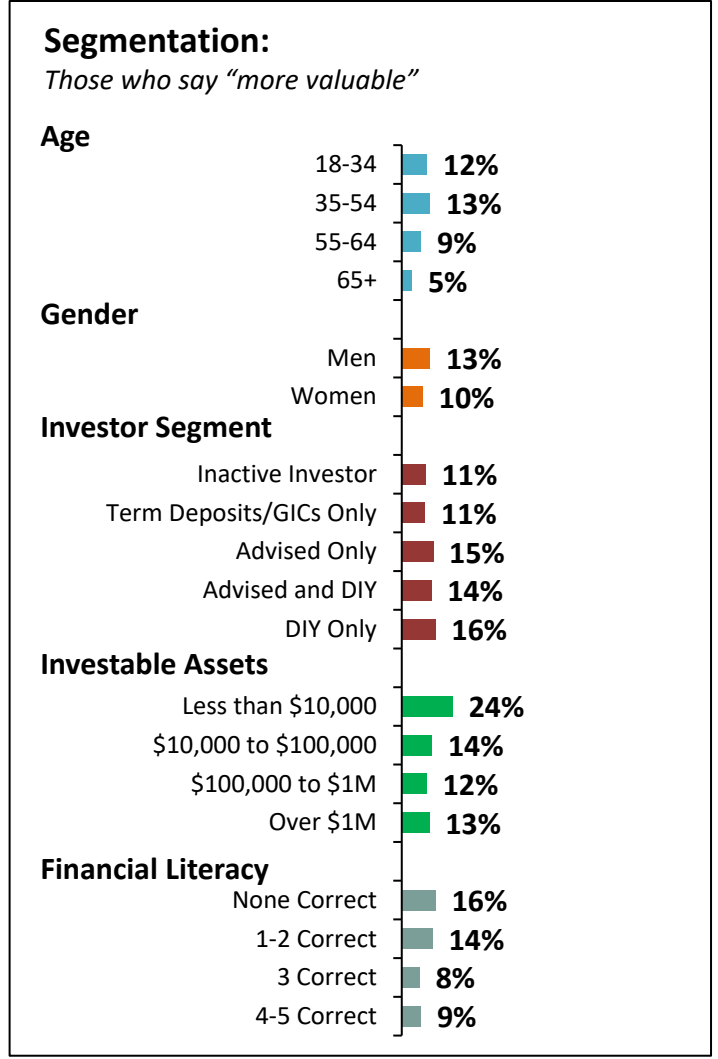 Segmentation:
Those who say “more valuable”
Age
18-34 12%
35-54 13%
55-64 9%
65+ 5%
Gender
Men 13%
Women 10%
Investor Segment
Inactive Investor 11%
Term Deposits/GICs Only 11%
Advised Only 15%
Advised and DIY 14%
DIY Only 16%
Investable Assets
Less than $10,000 24%
$10,000 to $100,000 14%
$100,000 to $1M 12%
Over $1M 13%
Financial Literacy
None Correct 16%
1-2 Correct 14%
3 Correct 8%
4-5 Correct 9%